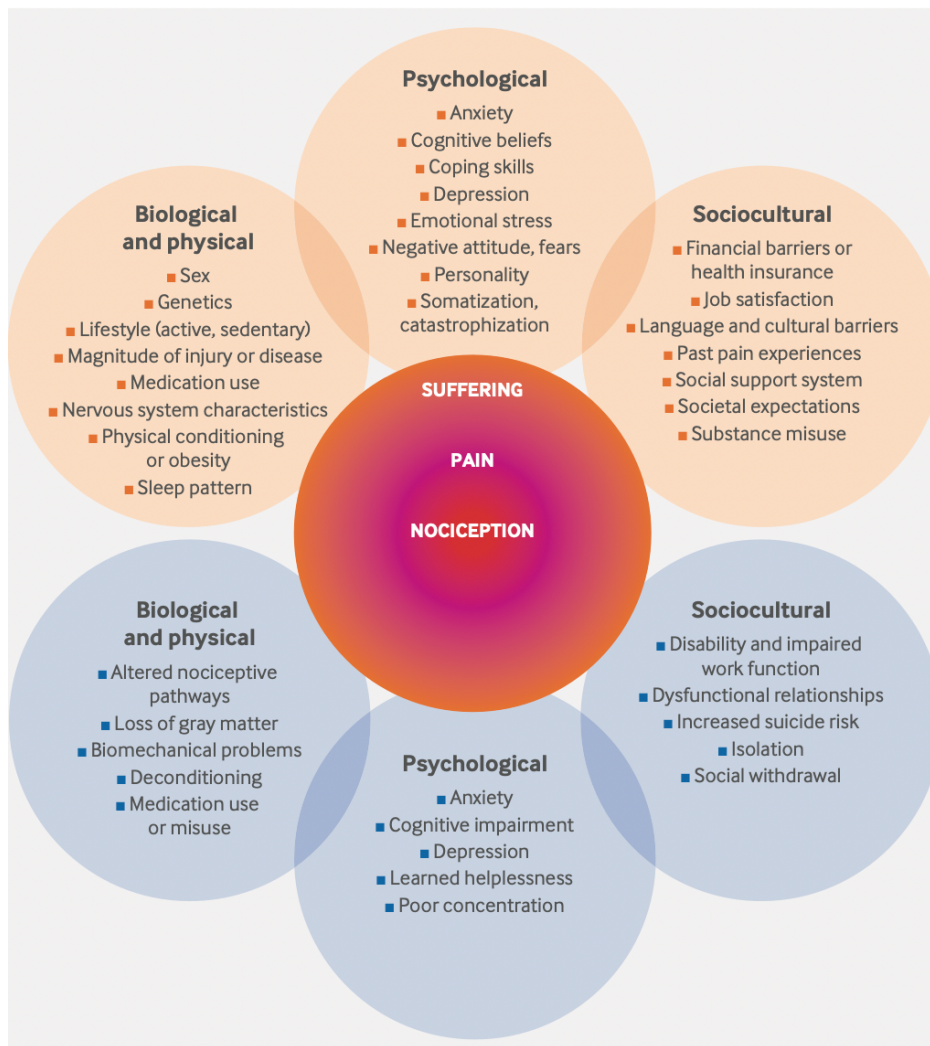 Psychological
■ Anxiety
■ Cognitive beliefs
■ Coping skills
■ Depression
■ Emotional stress
■ Negative attitude, fears
■ Personality
■ Somatization,
catastrophization
Biological
and physical
■ Sex
■ Genetics
■ Lifestyle (active, sedentary)
■ Magnitude of injury or disease
■ Medication use
■ Nervous system characteristics
■ Physical conditioning
or obesity
■ Sleep pattern
Sociocultural
■ Financial barriers or
health insurance
■ Job satisfaction
■ Language and cultural barriers
■ Past pain experiences
■ Social support system
■ Societal expectations
■ Substance misuse
SUFFERING
PAIN
NOCICEPTION
Biological
and physical
■ Altered nociceptive
pathways
■ Loss of gray matter
■ Biomechanical problems
■ Deconditioning
■ Medication use
or misuse
Psychological
■ Anxiety
■ Cognitive impairment
■ Depression
■ Learned helplessness
■ Poor concentration
Sociocultural
■ Disability and impaired
work function
■ Dysfunctional relationships
■ Increased suicide risk
■ Isolation
■ Social withdrawal